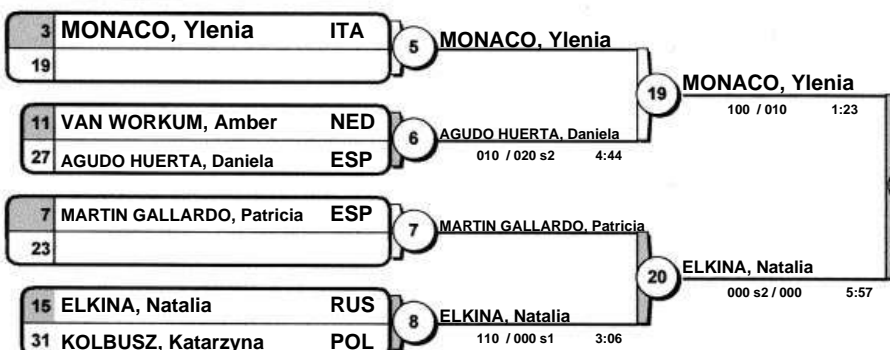 3 MONACO, Ylenia ITA
19
5
MONACO, Ylenia
11 VAN WORKUM, Amber NED
27 AGUDO HUERTA, Daniela ESP
6
AGUDO HUERTA, Daniela
010 / 020 s2 4:44
19
MONACO, Ylenia
100 / 010 1:23
7 MARTIN GALLARDO, Patricia ESP
23
7
MARTIN GALLARDO, Patricia
15 ELKINA, Natalia RUS
31 KOLBUSZ, Katarzyna POL
8
ELKINA, Natalia
110 / 000 s1 3:06
20
ELKINA, Natalia
000 s2 / 000 5:57